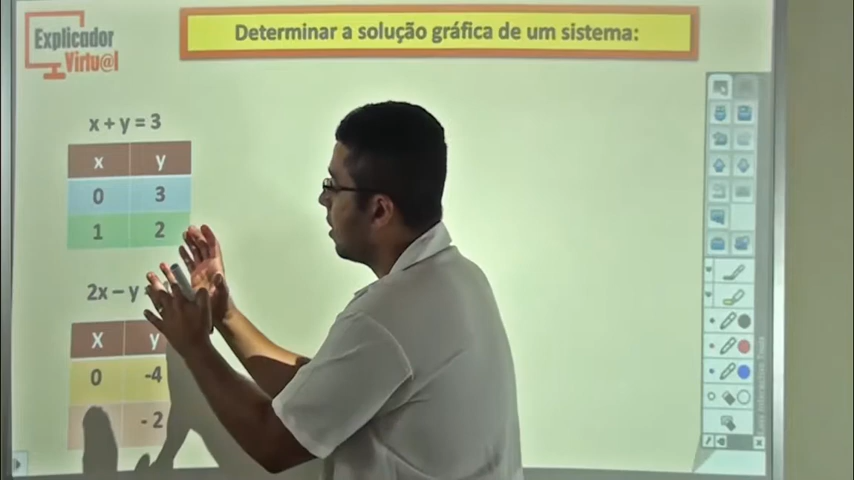 Explicador
Virtu@l
Determinar a solução gráfica de um sistema:
x + y = 3
x y
0 3
1 2
2x – y
x y
0 -4
- 2